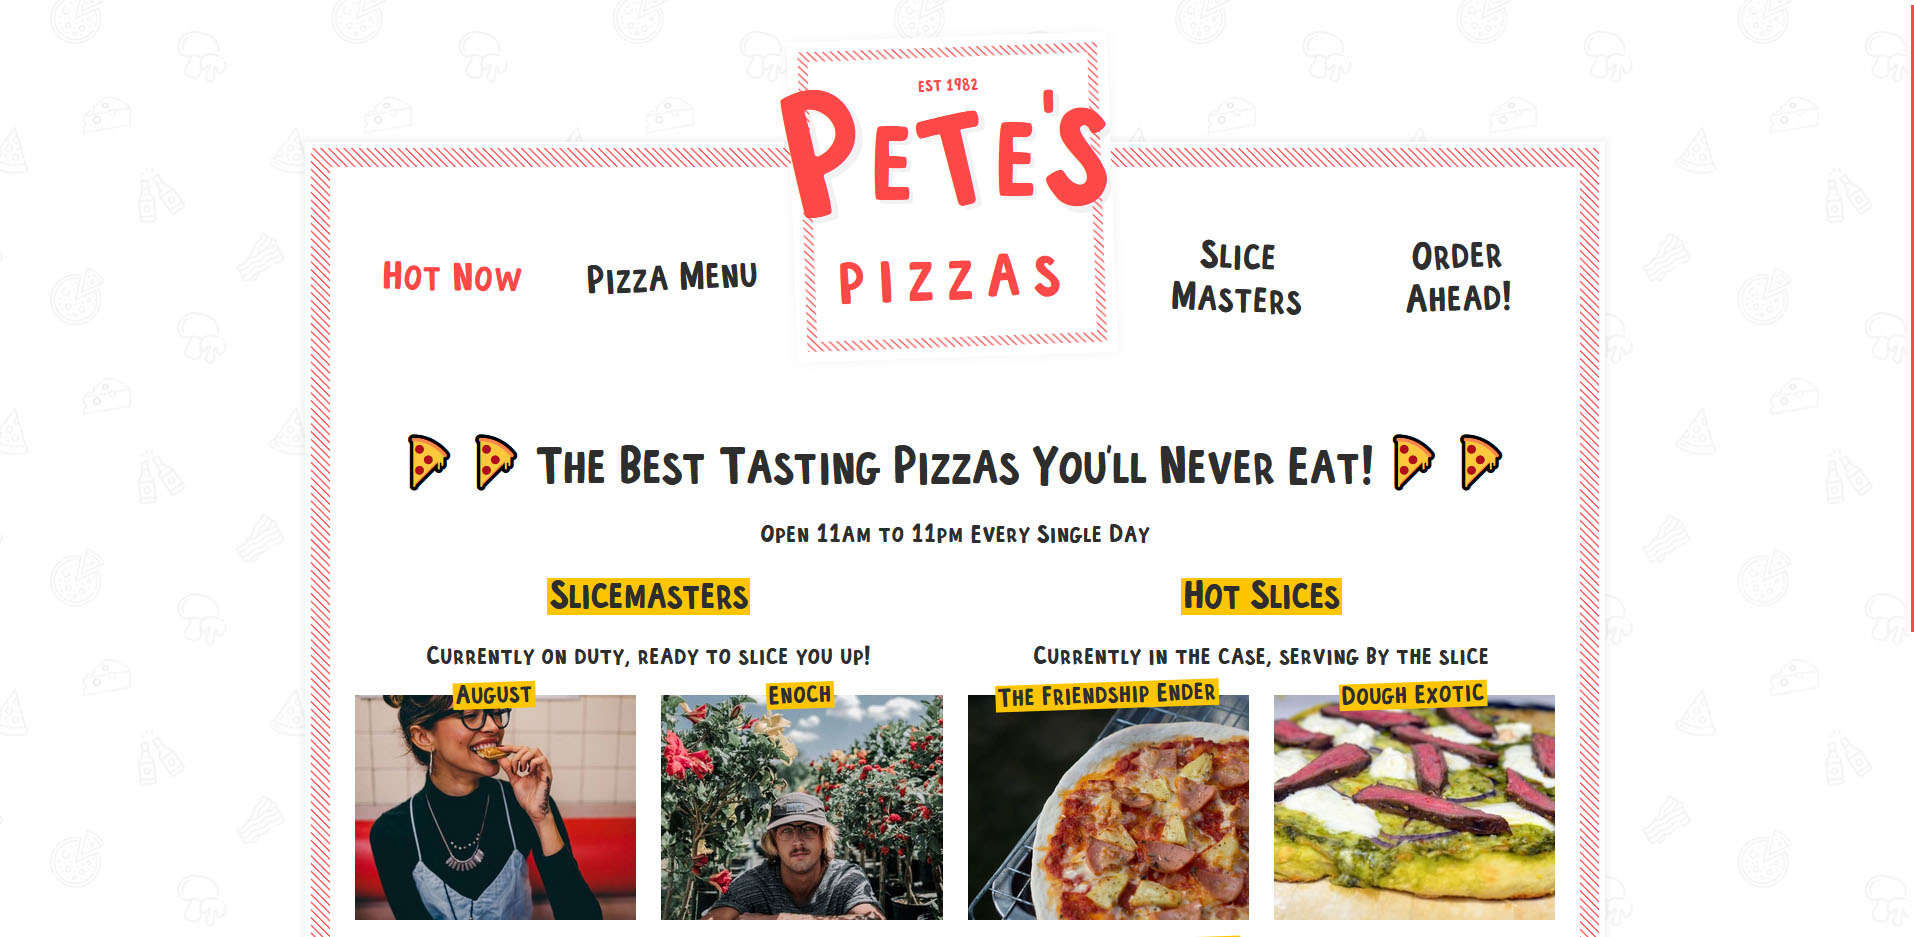 EST 1982
PETE'S
PIZZAS
HOT NOW
PIZZA MENU
SLICE
MASTERS
ORDER
AHEAD!
THE BEST TASTING PIZZAS YOU'LL NEVER EAT!
OPEN 11AM TO 11PM EVERY SINGLE DAY
SLICEMASTERS
CURRENTLY ON DUTY, READY TO SLICE YOU UP!
AUGUST
ENOCH
HOT SLICES
CURRENTLY IN THE CASE, SERVING BY THE SLICE
THE FRIENDSHIP ENDER
DOUGH EXOTIC